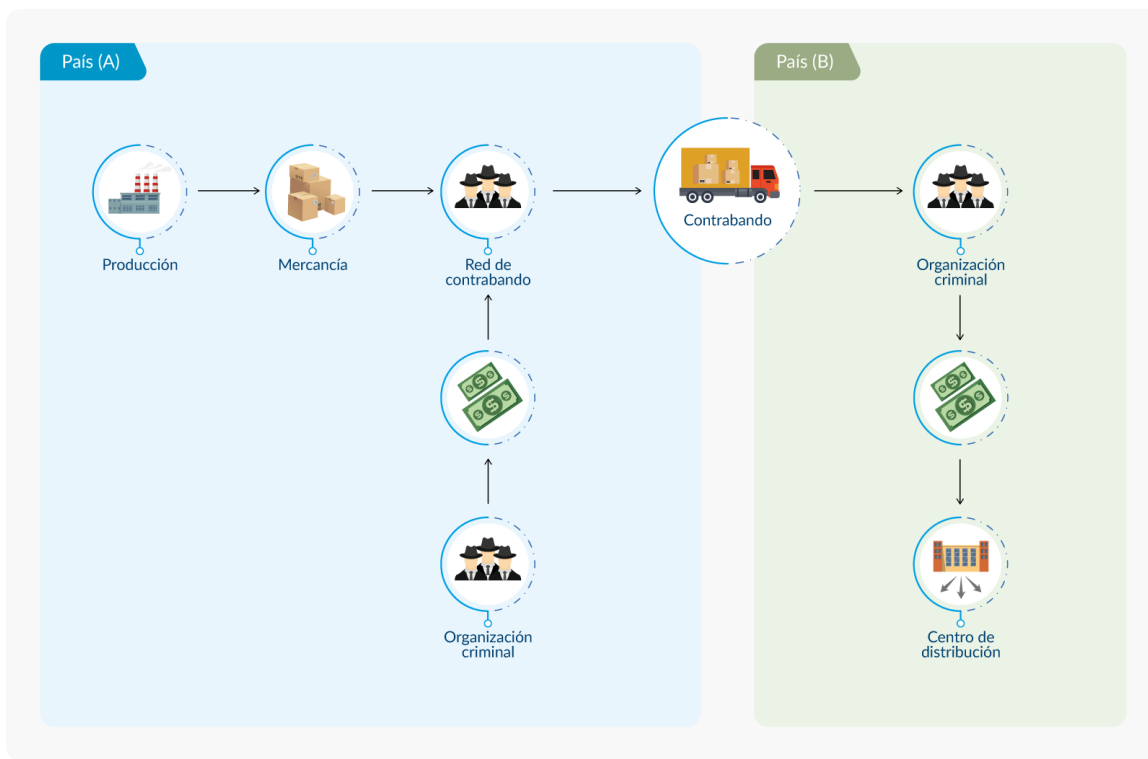 País (A)
País (B)
Contrabando
Producción
Mercancía
Red de
contrabando
Organización
criminal
Organización
criminal
Centro de
distribución